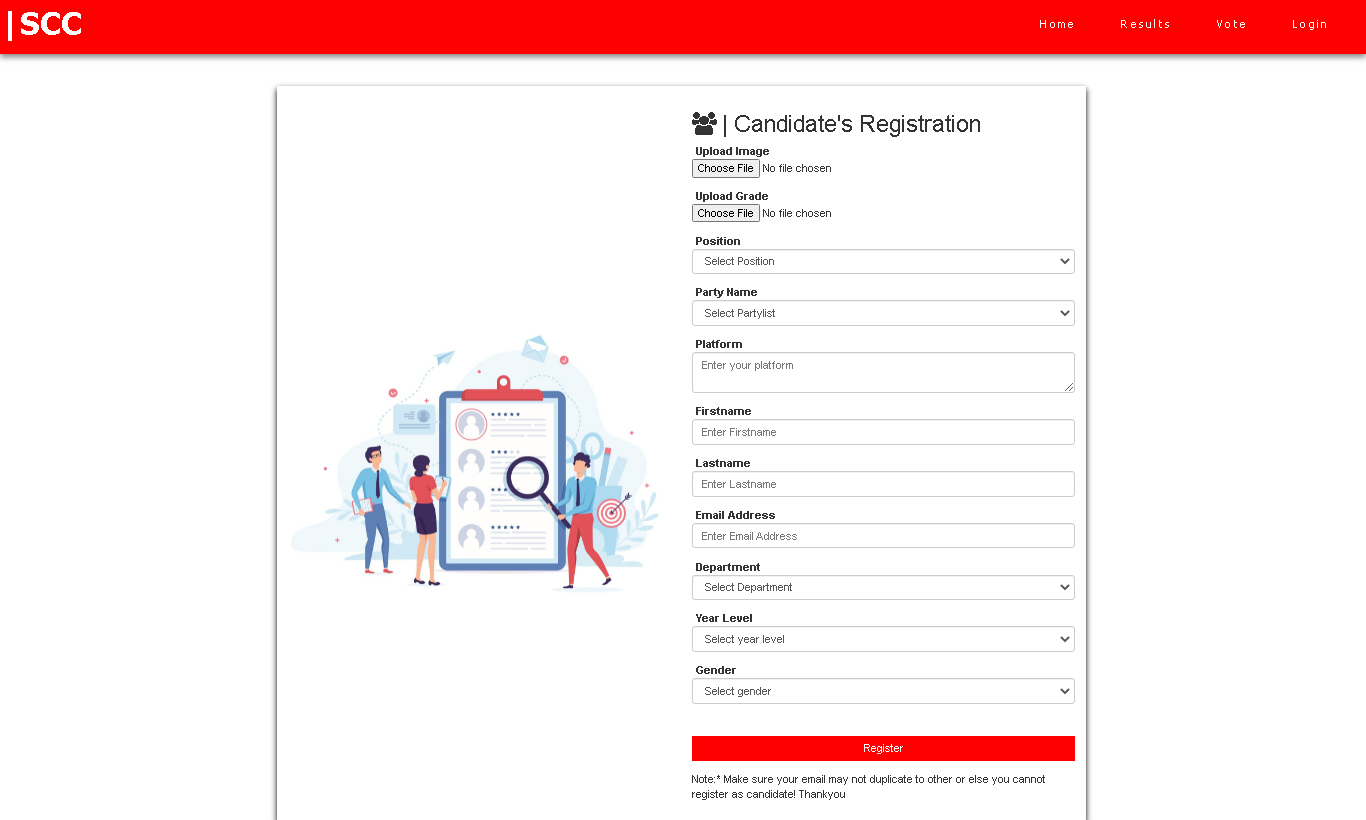 | SCC
Home Results Vote Login
| Candidate's Registration
Upload Image
Choose File No file chosen
Upload Grade
Choose File No file chosen
Position
Select Position
Party Name
Select Partylist
Platform
Enter your platform
Firstname
Enter Firstname
Lastname
Enter Lastname
Email Address
Enter Email Address
Department
Select Department
Year Level
Select year level
Gender
Select gender
Register
Note:* Make sure your email may not duplicate to other or else you cannot
register as candidate! Thankyou